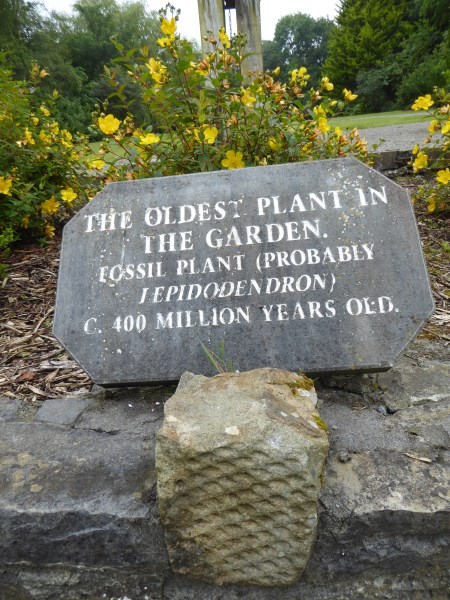 THE OLDEST PLANT IN
THE GARDEN.
FOSSIL PLANT (PROBABLY
LEPIDODENDRON)
C. 400 MILLION YEARS OLD.